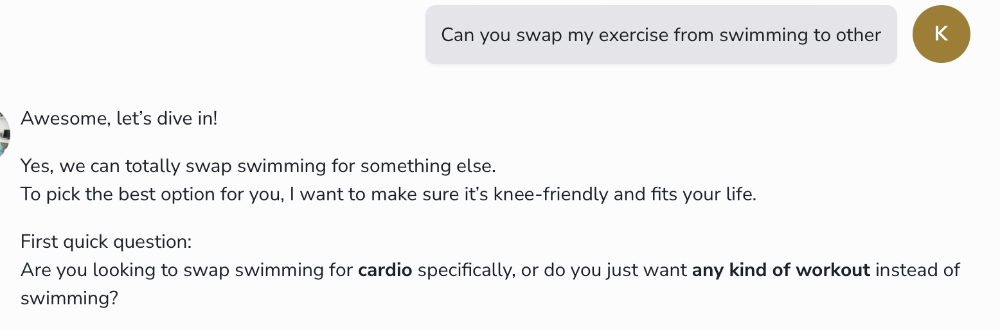 Can you swap my exercise from swimming to other
K
Awesome, let’s dive in!
Yes, we can totally swap swimming for something else.
To pick the best option for you, I want to make sure it’s knee-friendly and fits your life.
First quick question:
Are you looking to swap swimming for cardio specifically, or do you just want any kind of workout instead of
swimming?